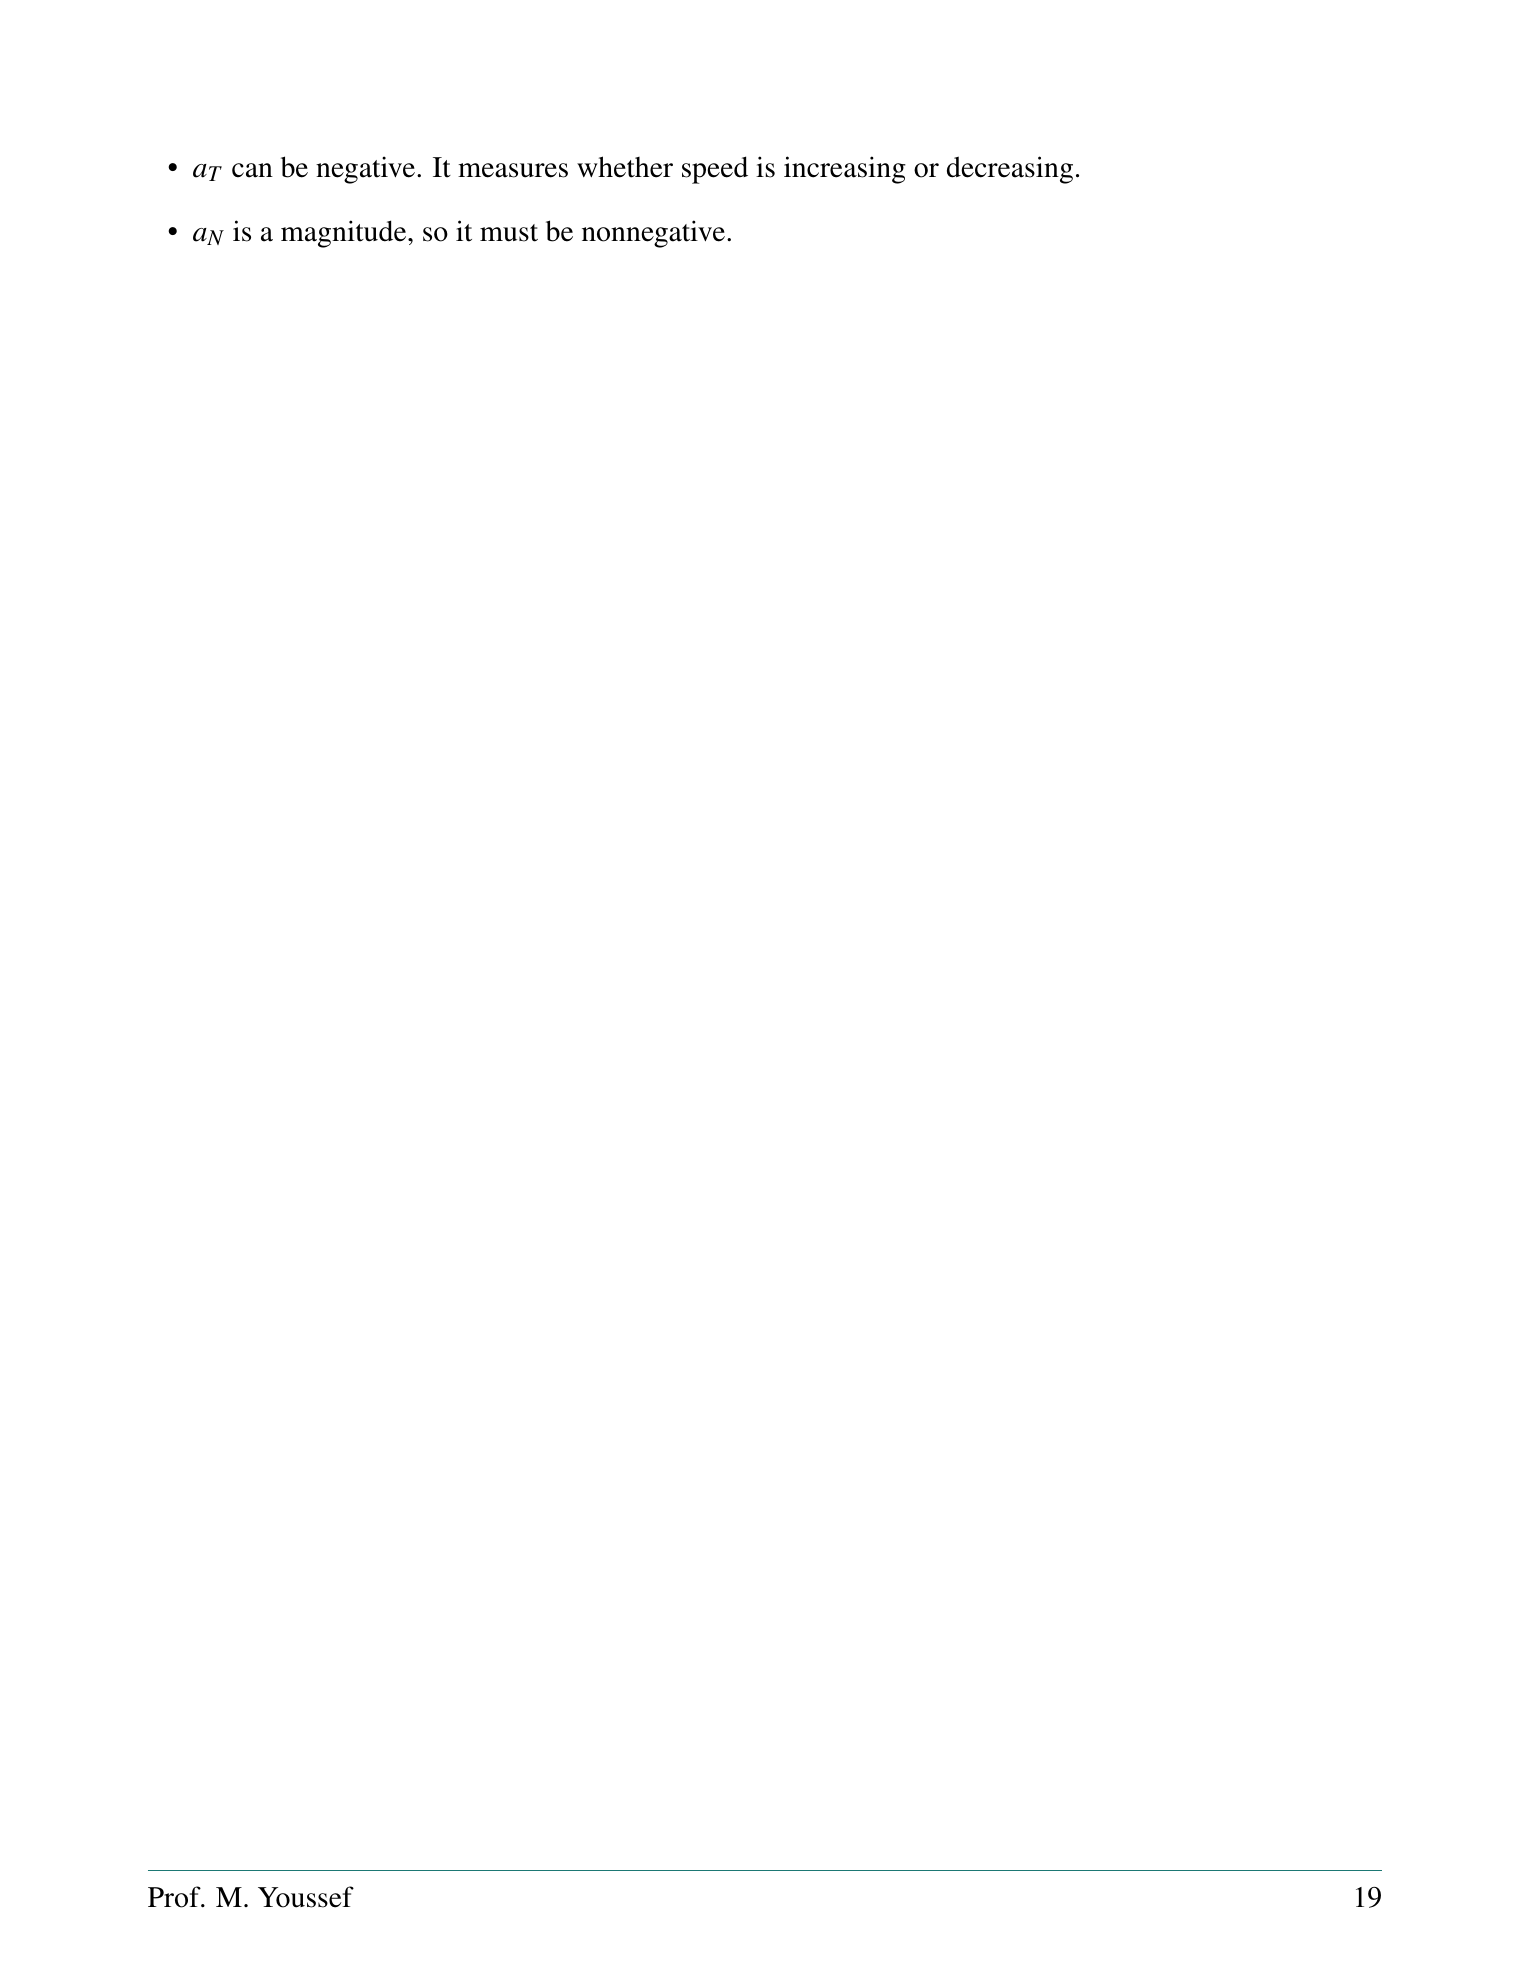 • a_T can be negative. It measures whether speed is increasing or decreasing.
• a_N is a magnitude, so it must be nonnegative.
Prof. M. Youssef 19